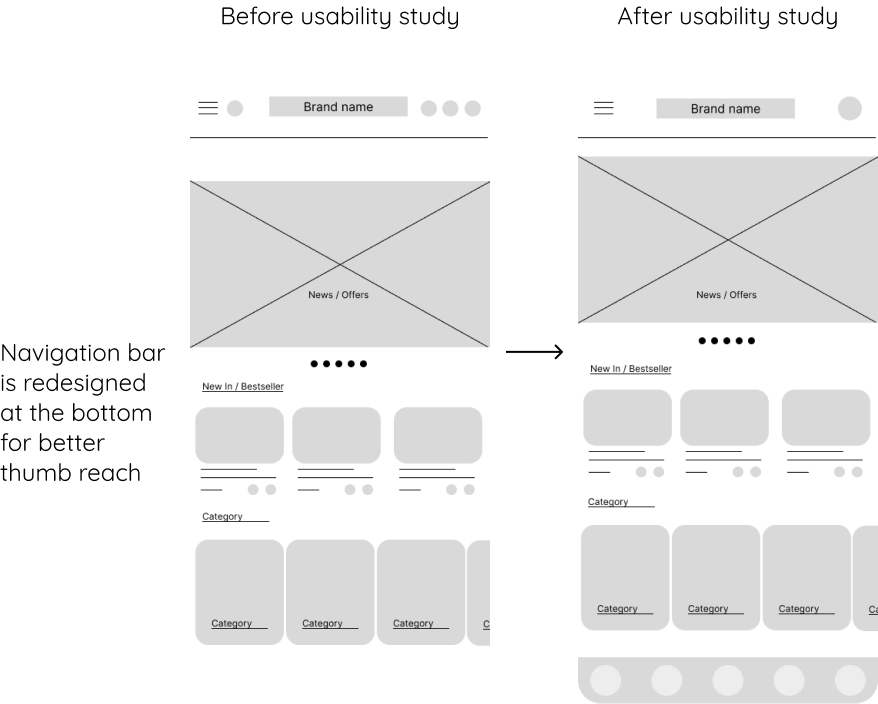 Before usability study
After usability study
Brand name
Brand name
News / Offers
News / Offers
Navigation bar
is redesigned
at the bottom
for better
thumb reach
New In / Bestseller
New In / Bestseller
Category
Category
Category
Category
Category
C
Category
Category
Category
Ca